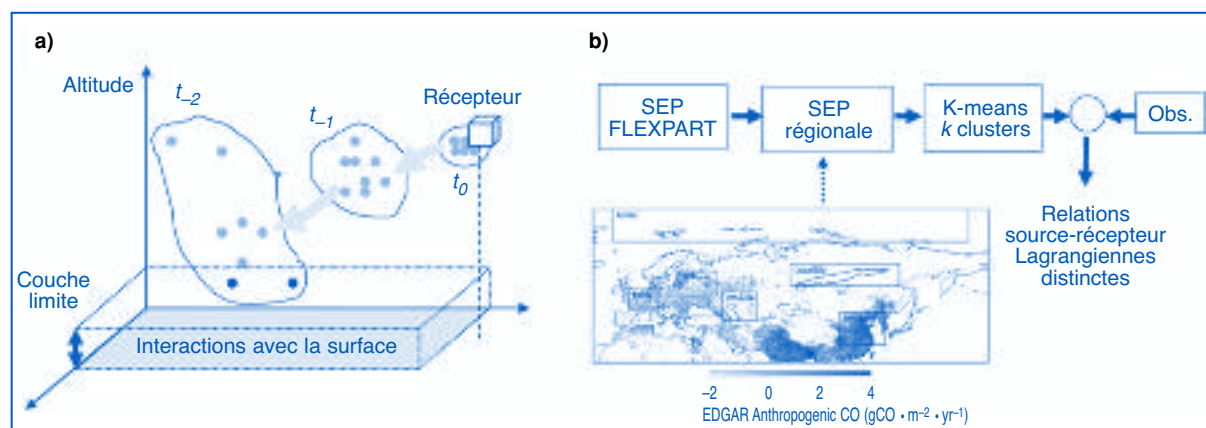 a)
Altitude
t–2
t–1
Récepteur
t0
Couche
limite
Interactions avec la surface
b)
SEP
FLEXPART
SEP
régionale
K-means
k clusters
Obs.
Relations
source-récepteur
Lagrangiennes
distinctes
–2 0 2 4
EDGAR Anthropogenic CO (gCO • m–2 • yr–1)